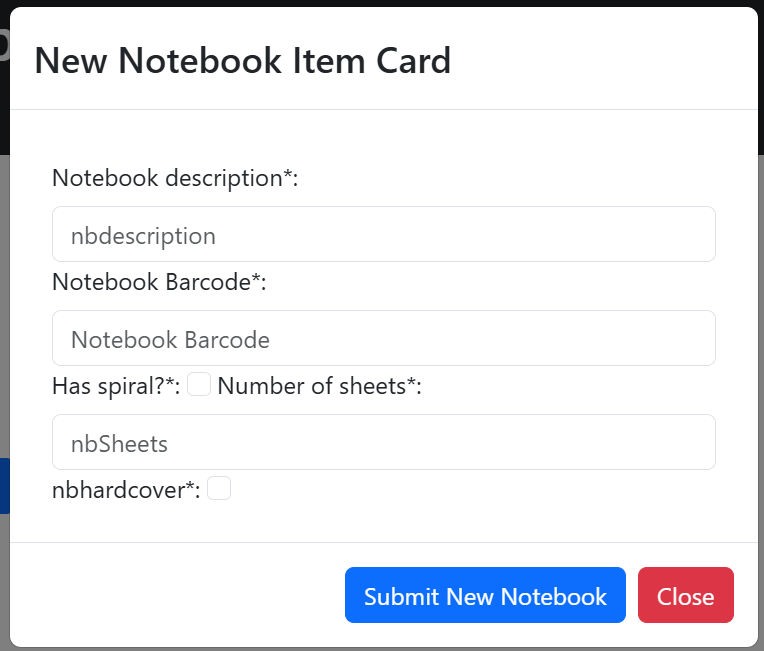 New Notebook Item Card
Notebook description*:
nbdescription
Notebook Barcode*:
Notebook Barcode
Has spiral?*: Number of sheets*:
nbSheets
nbhardcover*:
Submit New Notebook Close